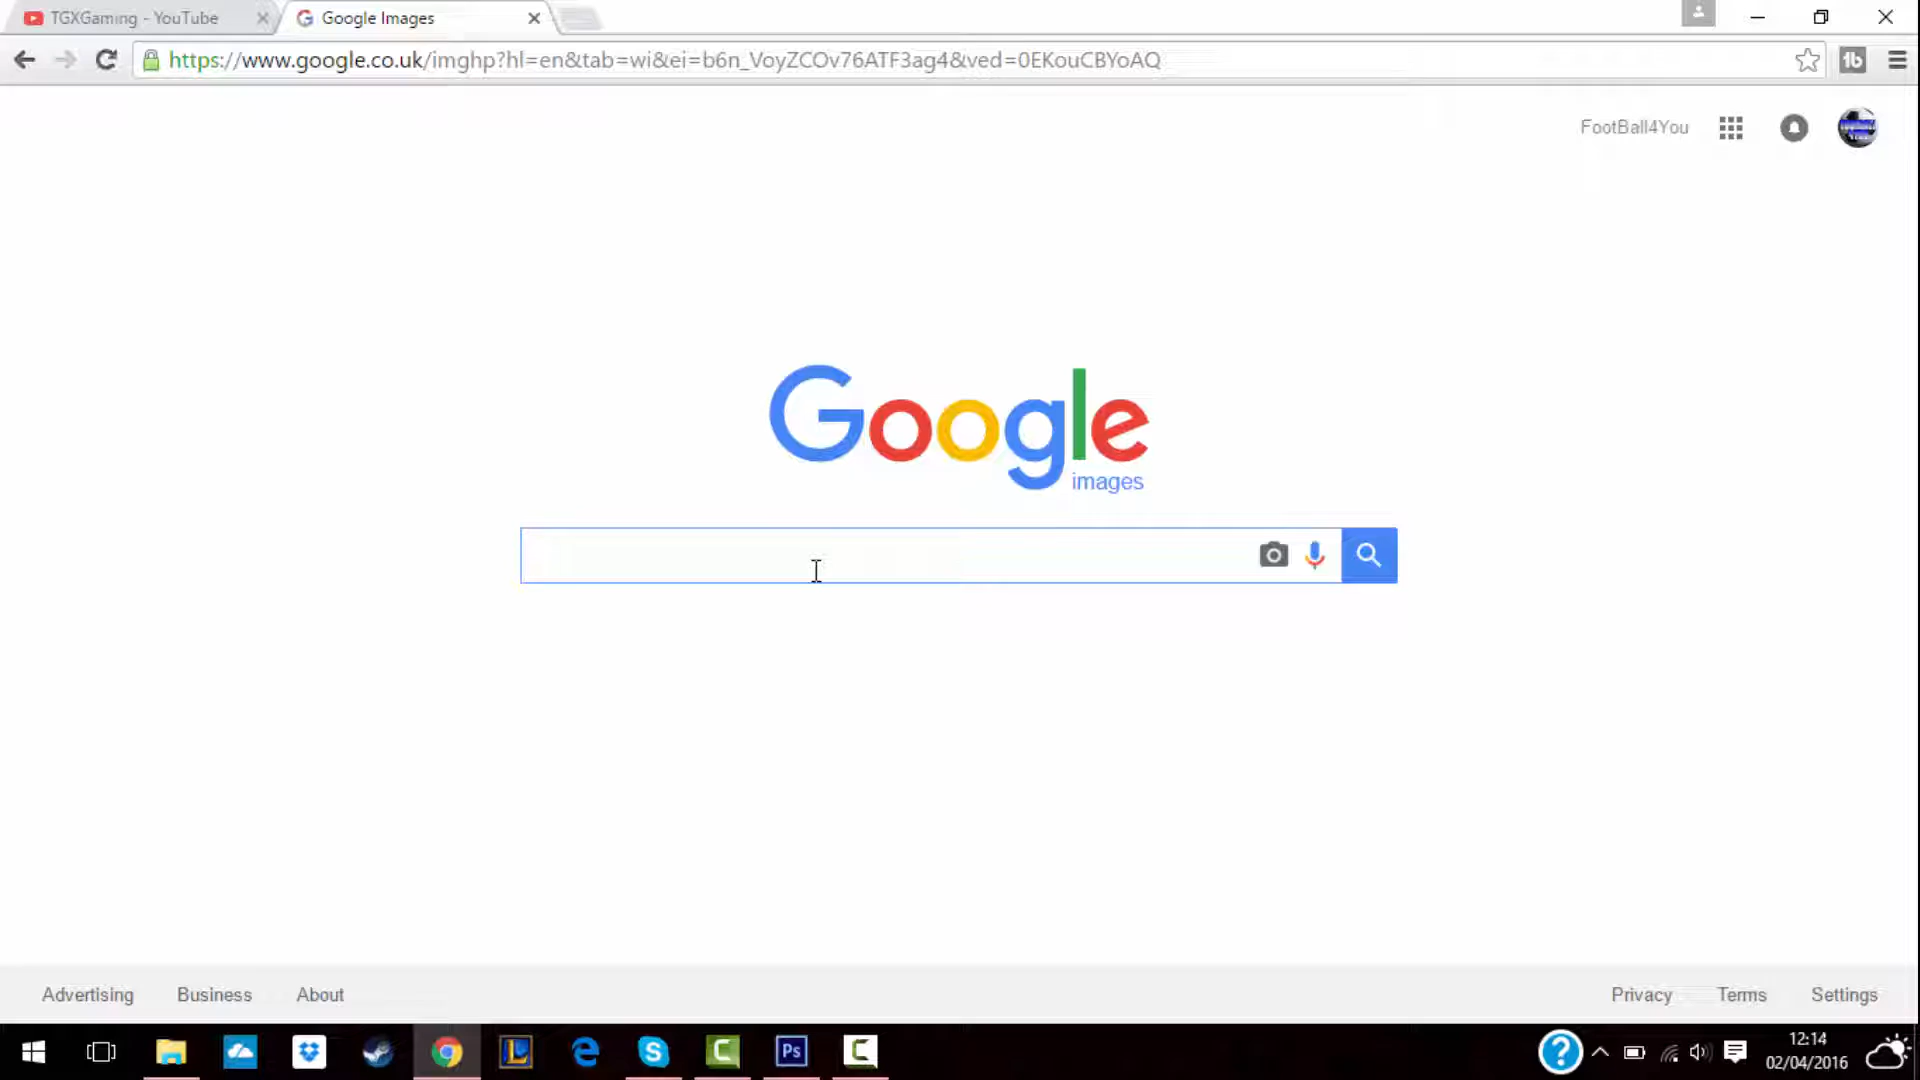 TGXGaming - YouTube
Google Images
https://www.google.co.uk/imghp?hl=en&tab=wi&ei=b6n_VoyZCOv76ATF3ag4&ved=0EKouCBYoAQ
FootBall4You
Google
images
Advertising Business About
Privacy Terms Settings
Ps
12:14
02/04/2016